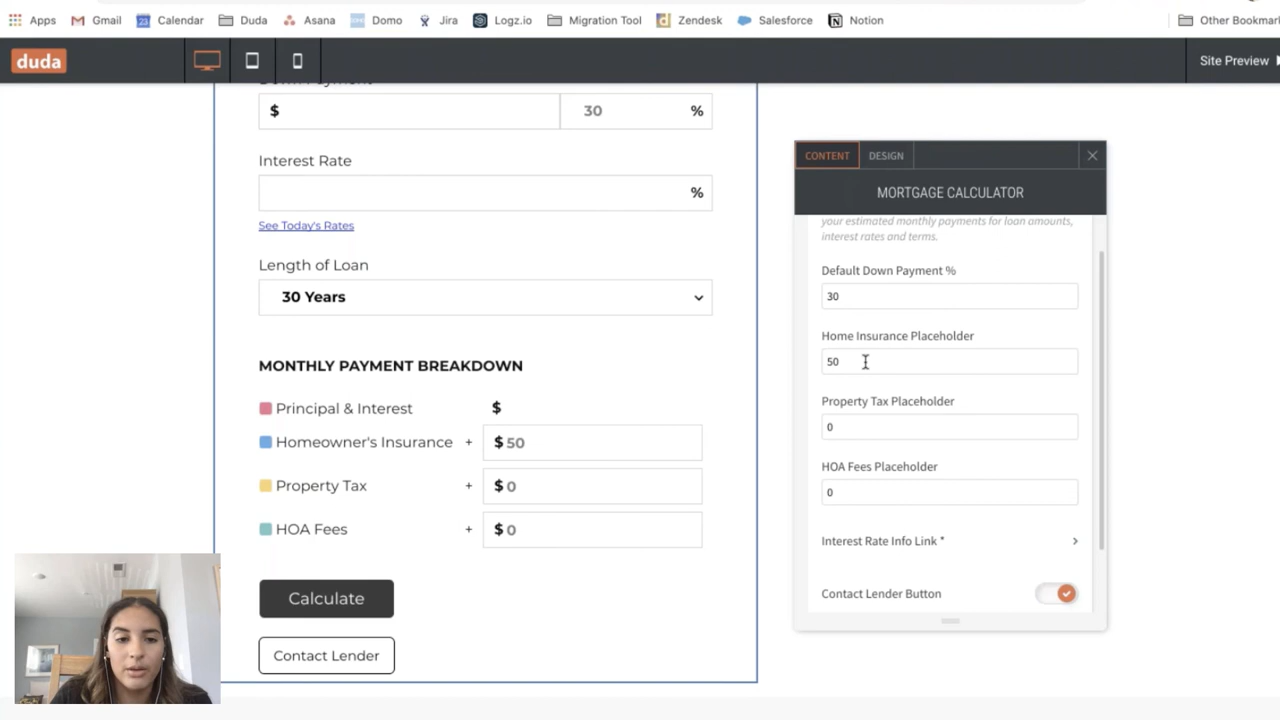 Apps
Gmail
Calendar
Duda
Asana
Domo
Jira
Logz.io
Migration Tool
Zendesk
Salesforce
Notion
duda
Site Preview
$ 30 %
Interest Rate
%
See Today's Rates
Length of Loan
30 Years
MONTHLY PAYMENT BREAKDOWN
Principal & Interest $
Homeowner's Insurance + $ 50
Property Tax + $ 0
HOA Fees + $ 0
Calculate
Contact Lender
CONTENT DESIGN
MORTGAGE CALCULATOR
your estimated monthly payments for loan amounts,
interest rates and terms.
Default Down Payment %
30
Home Insurance Placeholder
50
Property Tax Placeholder
0
HOA Fees Placeholder
0
Interest Rate Info Link *
Contact Lender Button